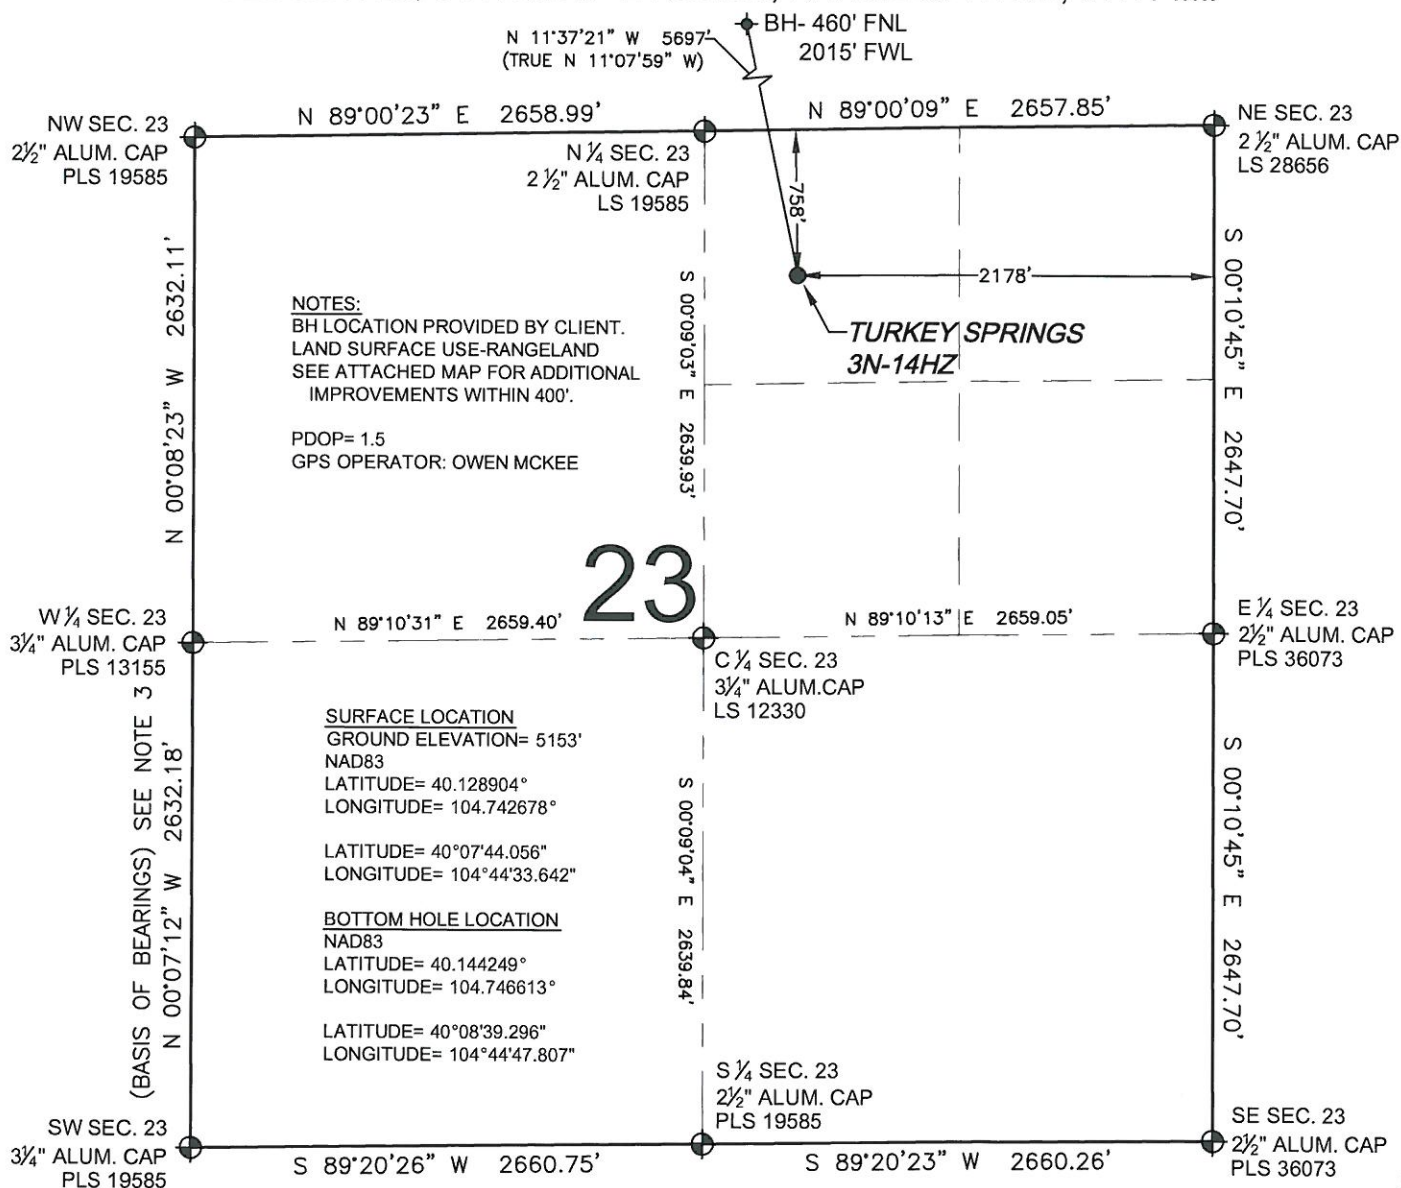 BH- 460' FNL
2015' FWL
N 11°37'21" W 5697'
(TRUE N 11°07'59" W)
N 89°00'23" E 2658.99'
N 89°00'09" E 2657.85'
NW SEC. 23
2½" ALUM. CAP
PLS 19585
N ¼ SEC. 23
2 ½" ALUM. CAP
LS 19585
NE SEC. 23
2 ½" ALUM. CAP
LS 28656
758'
2178'
TURKEY SPRINGS
3N-14HZ
N 00°08'23" W 2632.11'
NOTES:
BH LOCATION PROVIDED BY CLIENT.
LAND SURFACE USE-RANGELAND
SEE ATTACHED MAP FOR ADDITIONAL
IMPROVEMENTS WITHIN 400'.
PDOP= 1.5
GPS OPERATOR: OWEN MCKEE
S 00°09'03" E 2639.93'
S 00°10'45" E 2647.70'
23
W ¼ SEC. 23
3¼" ALUM. CAP
PLS 13155
N 89°10'31" E 2659.40'
N 89°10'13" E 2659.05'
E ¼ SEC. 23
2½" ALUM. CAP
PLS 36073
C ¼ SEC. 23
3¼" ALUM.CAP
LS 12330
(BASIS OF BEARINGS) SEE NOTE 3
N 00°07'12" W 2632.18'
SURFACE LOCATION
GROUND ELEVATION= 5153'
NAD83
LATITUDE= 40.128904°
LONGITUDE= 104.742678°
LATITUDE= 40°07'44.056"
LONGITUDE= 104°44'33.642"
BOTTOM HOLE LOCATION
NAD83
LATITUDE= 40.144249°
LONGITUDE= 104.746613°
LATITUDE= 40°08'39.296"
LONGITUDE= 104°44'47.807"
S 00°09'04" E 2639.84'
S 00°10'45" E 2647.70'
SW SEC. 23
3¼" ALUM. CAP
PLS 19585
S ¼ SEC. 23
2½" ALUM. CAP
PLS 19585
SE SEC. 23
2½" ALUM. CAP
PLS 36073
S 89°20'26" W 2660.75'
S 89°20'23" W 2660.26'